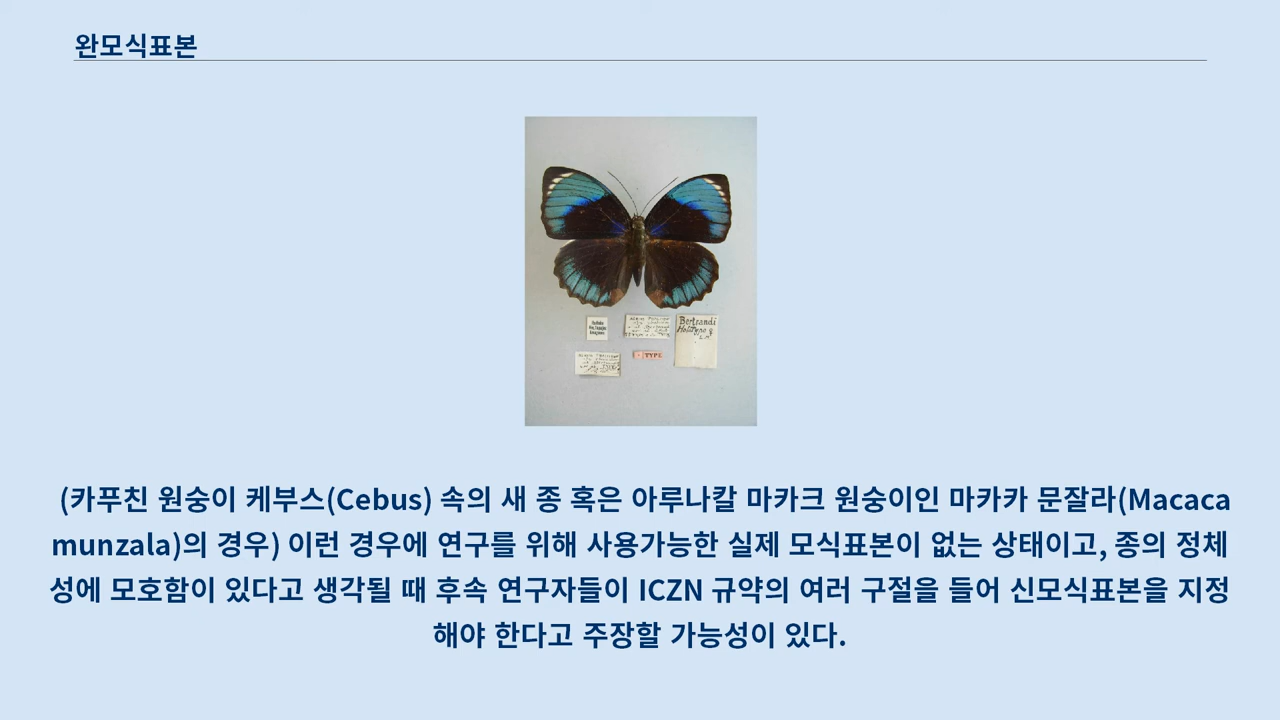 완모식표본
Bertrandi
Holotype
TYPE
(카푸친 원숭이 케부스(Cebus) 속의 새 종 혹은 아루나칼 마카크 원숭이인 마카카 문잘라(Macaca
munzala)의 경우) 이런 경우에 연구를 위해 사용가능한 실제 모식표본이 없는 상태이고, 종의 정체
성에 모호함이 있다고 생각될 때 후속 연구자들이 ICZN 규약의 여러 구절을 들어 신모식표본을 지정
해야 한다고 주장할 가능성이 있다.